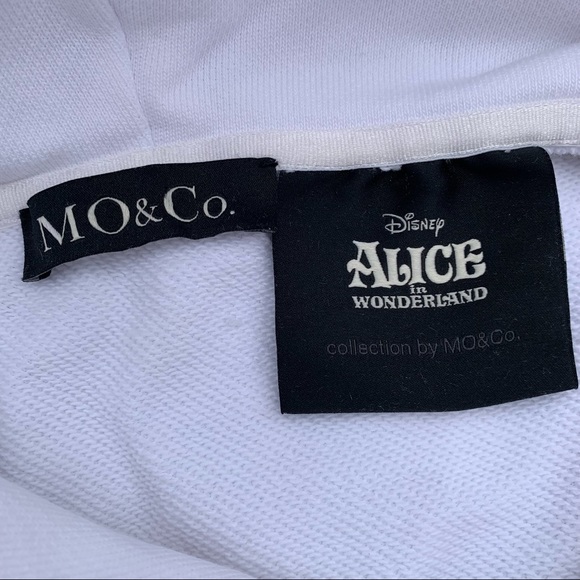 MO&Co.
Disney
ALICE
in
WONDERLAND
collection by MO&Co.